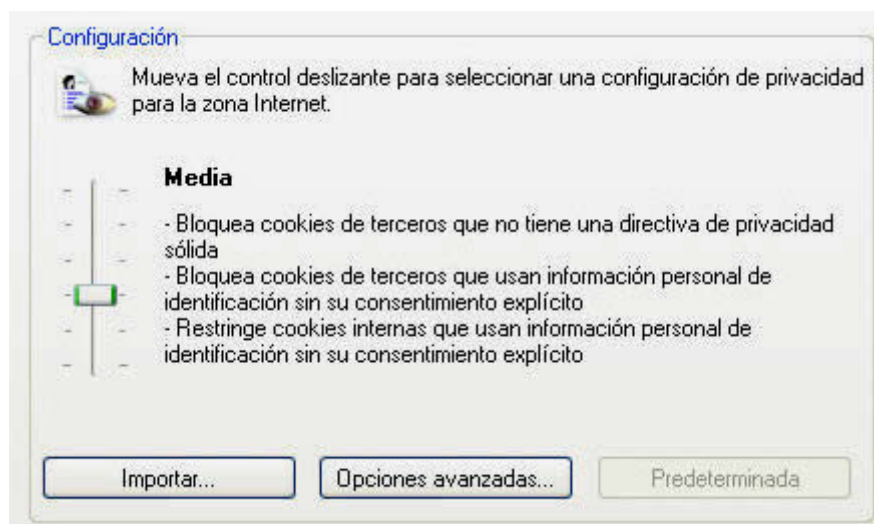 Configuración
Mueva el control deslizante para seleccionar una configuración de privacidad
para la zona Internet.
Media
- Bloquea cookies de terceros que no tiene una directiva de privacidad
sólida
- Bloquea cookies de terceros que usan información personal de
identificación sin su consentimiento explícito
- Restringe cookies internas que usan información personal de
identificación sin su consentimiento explícito
Importar... Opciones avanzadas... Predeterminada